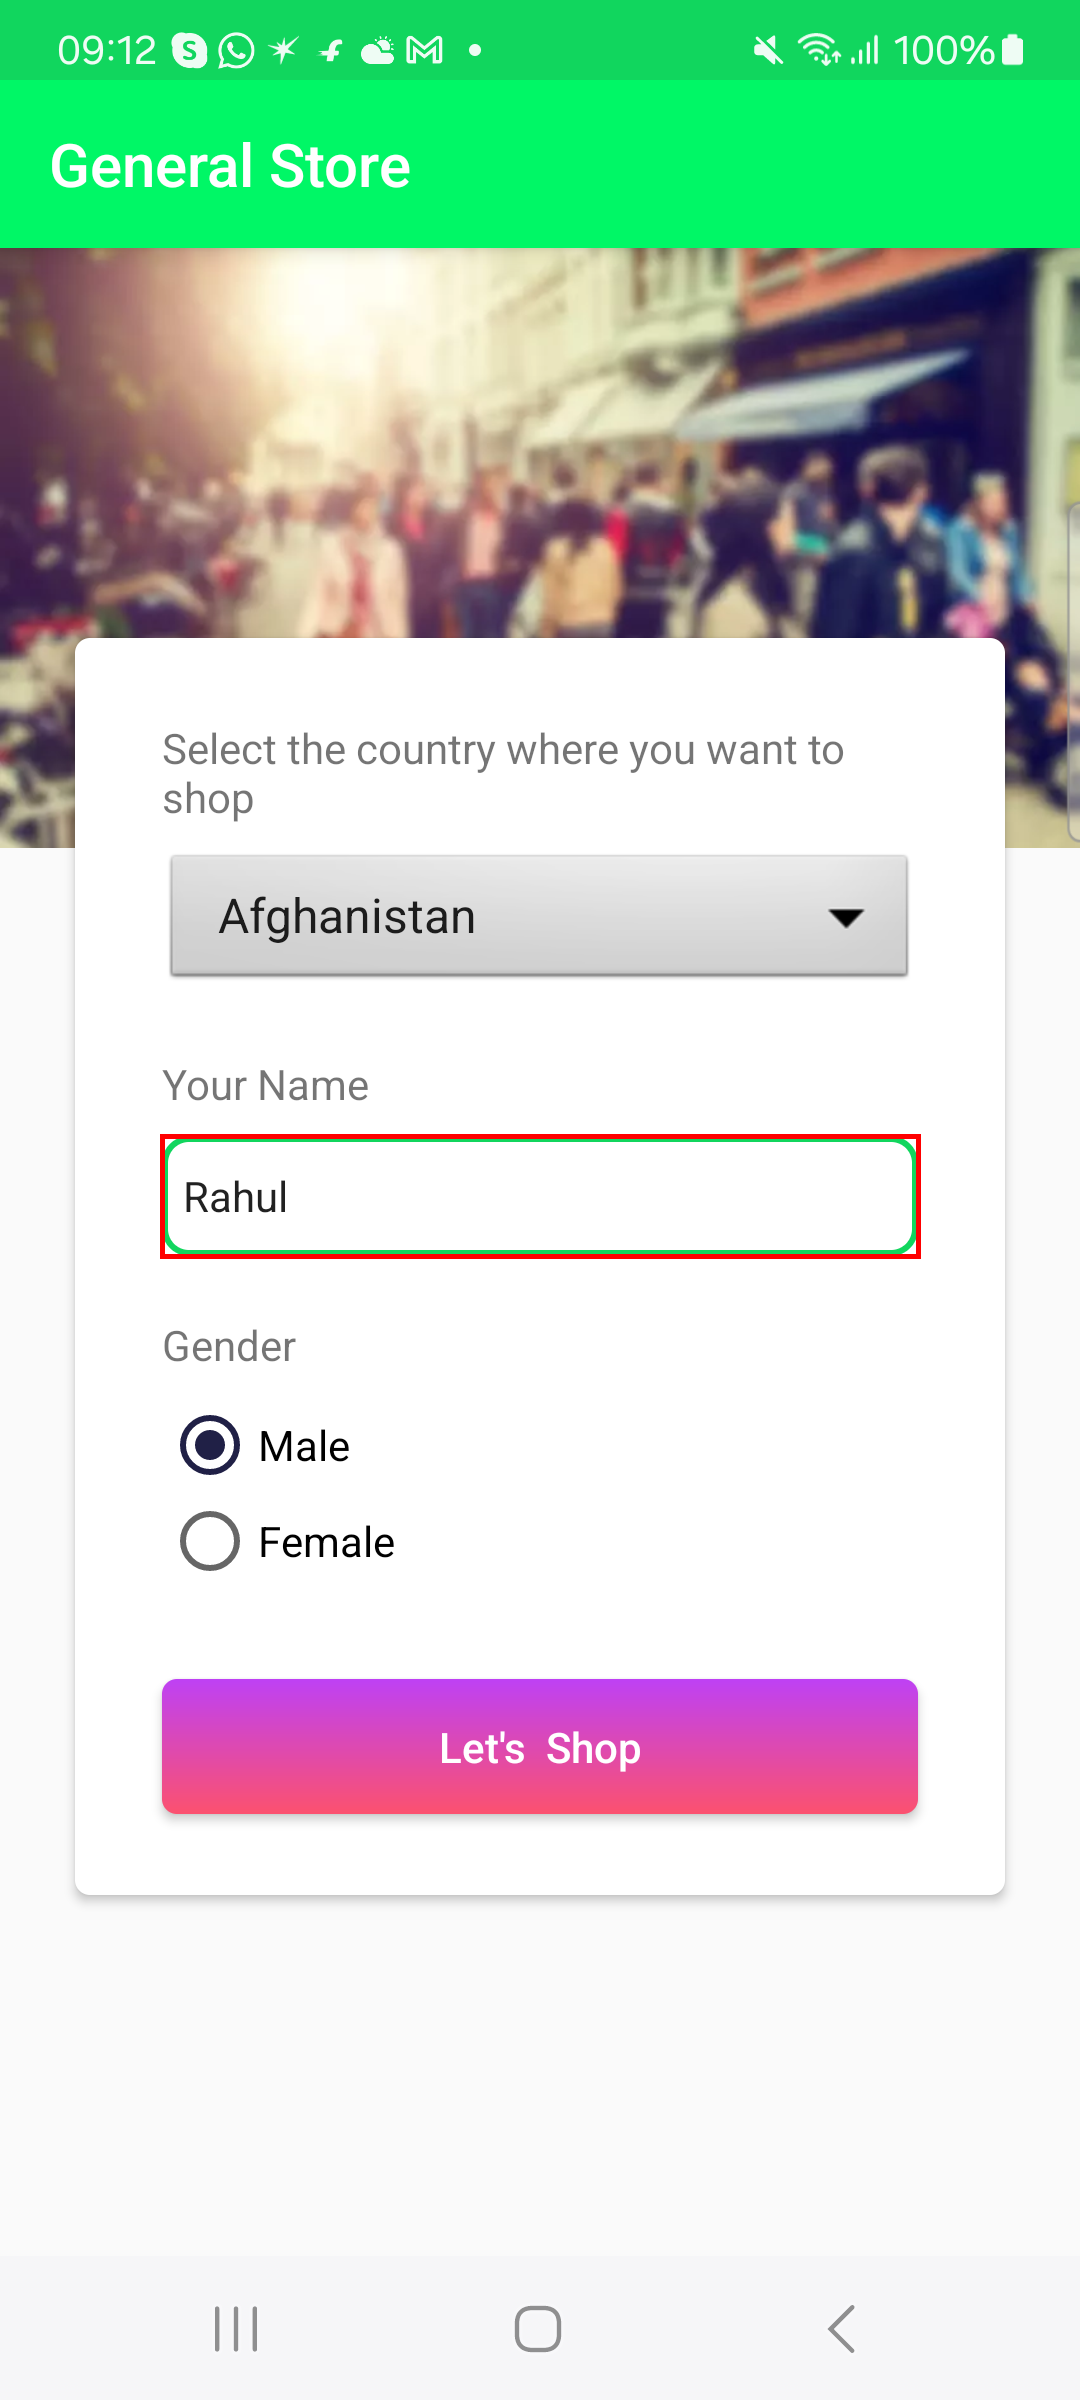 09:12
100%
General Store
Select the country where you want to
shop
Afghanistan
Your Name
Rahul
Gender
Male
Female
Let's Shop